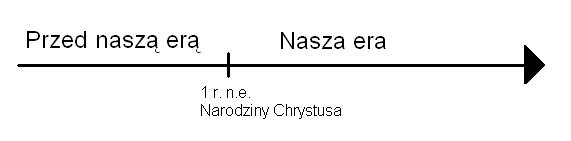 Przed naszą erą
Nasza era
1 r. n.e.
Narodziny Chrystusa